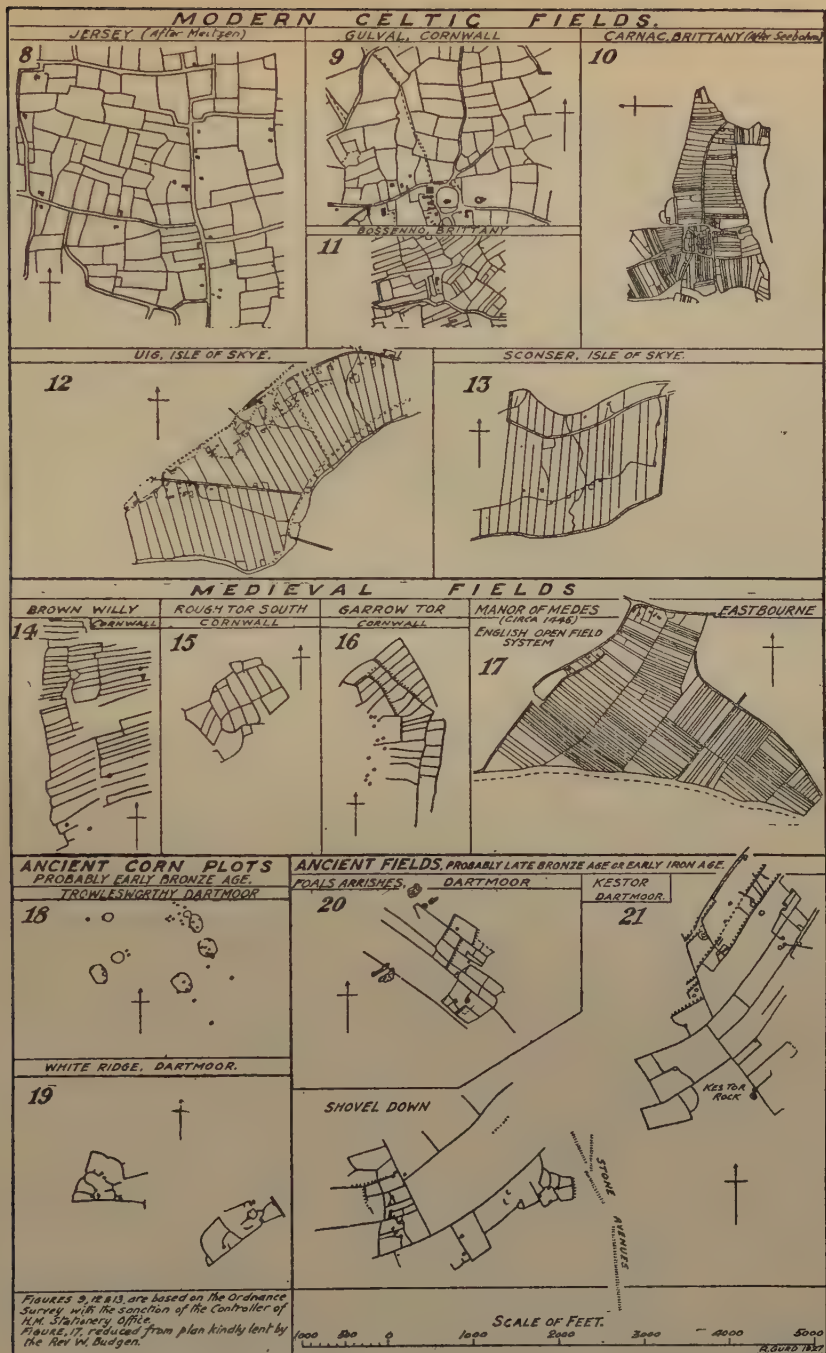 MODERN CELTIC FIELDS.
JERSEY (After Meitzen)
8
GULVAL, CORNWALL
9
CARNAC, BRITTANY (After Seebohm)
10
BOSSENNO, BRITTANY
11
UIG, ISLE OF SKYE.
12
SCONSER, ISLE OF SKYE.
13
MEDIEVAL FIELDS
BROWN WILLY
CORNWALL
14
ROUGH TOR SOUTH
CORNWALL
15
GARROW TOR
CORNWALL
16
MANOR OF MEDES
(CIRCA 1446)
ENGLISH OPEN FIELD
SYSTEM
EASTBOURNE
17
ANCIENT CORN PLOTS
PROBABLY EARLY BRONZE AGE.
TROWLESWORTHY DARTMOOR
18
WHITE RIDGE, DARTMOOR.
19
ANCIENT FIELDS, PROBABLY LATE BRONZE AGE OR EARLY IRON AGE.
FOALS ARRISHES, DARTMOOR
20
KESTOR
DARTMOOR.
21
KESTOR
ROCK
SHOVEL DOWN
STONE AVENUES
FIGURES 9, 12 & 13, are based on the Ordnance
Survey with the sanction of the Controller of
H.M. Stationery Office.
FIGURE, 17, reduced from plan kindly lent by
the Rev W. Budgen.
SCALE OF FEET.
1000 500 0 1000 2000 3000 4000 5000
R.GURD 1927